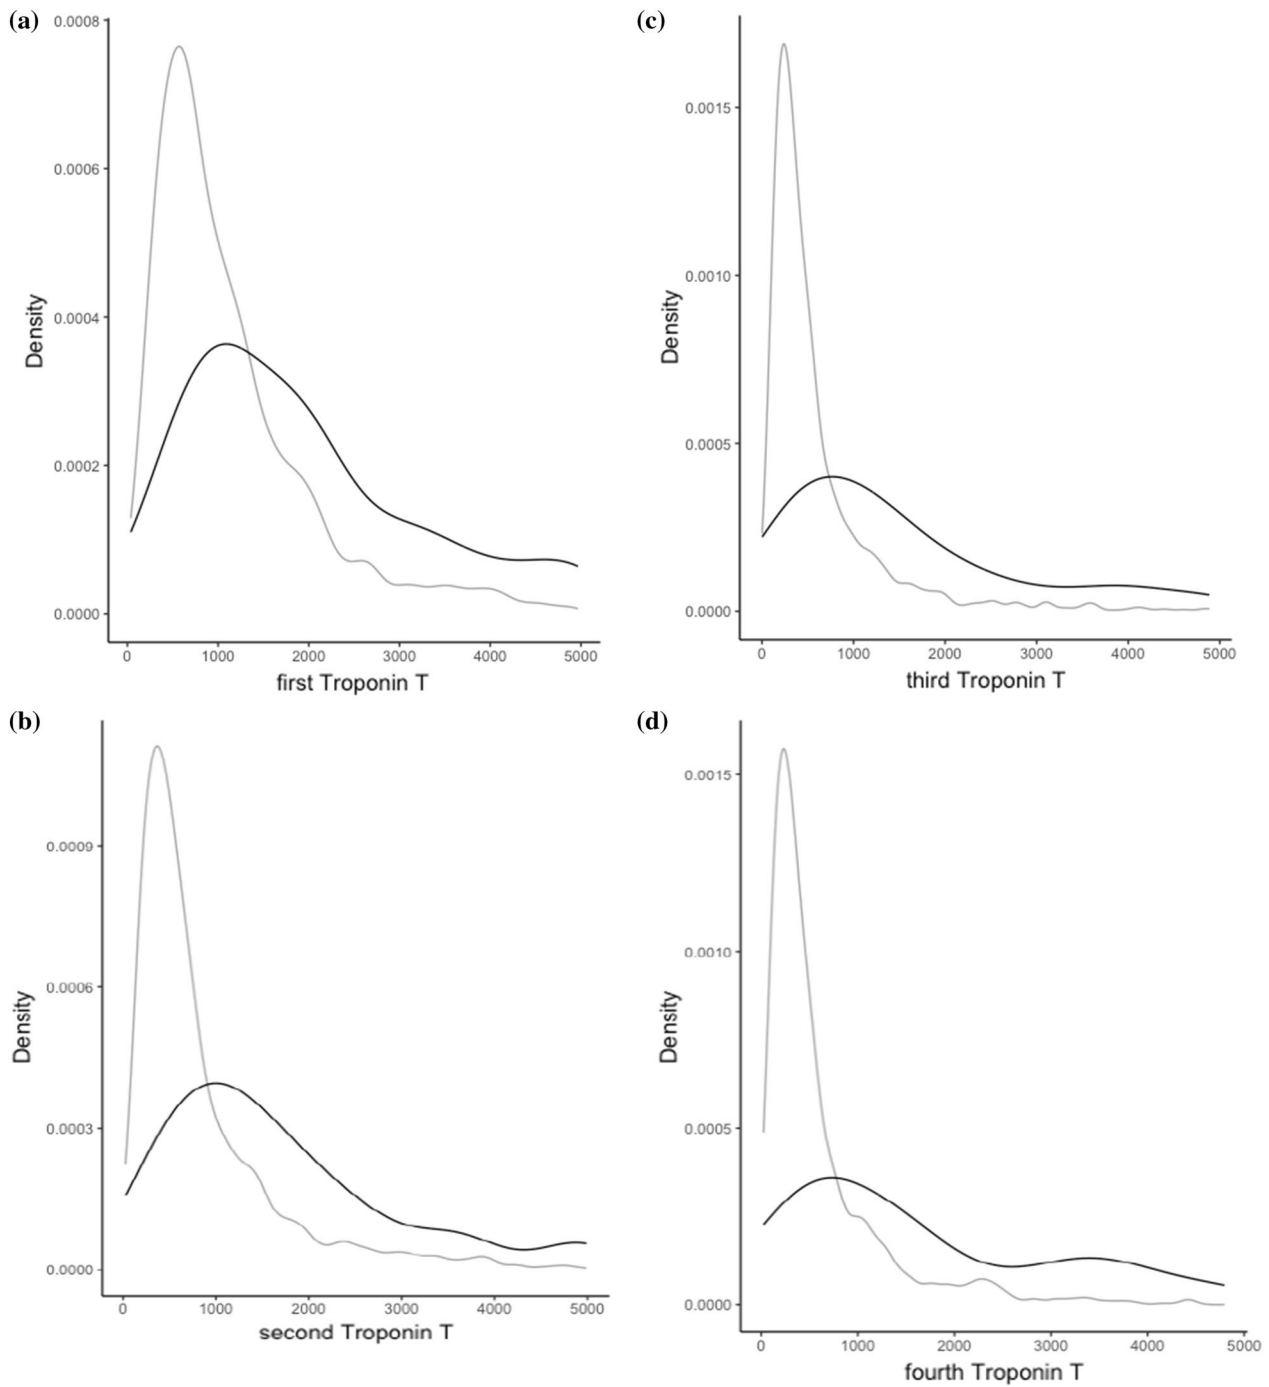 (a)
0.0008
0.0006
0.0004
0.0002
0.0000
Density
0 1000 2000 3000 4000 5000
first Troponin T
(c)
0.0015
0.0010
0.0005
0.0000
Density
0 1000 2000 3000 4000 5000
third Troponin T
(b)
0.0009
0.0006
0.0003
0.0000
Density
0 1000 2000 3000 4000 5000
second Troponin T
(d)
0.0015
0.0010
0.0005
0.0000
Density
0 1000 2000 3000 4000 5000
fourth Troponin T